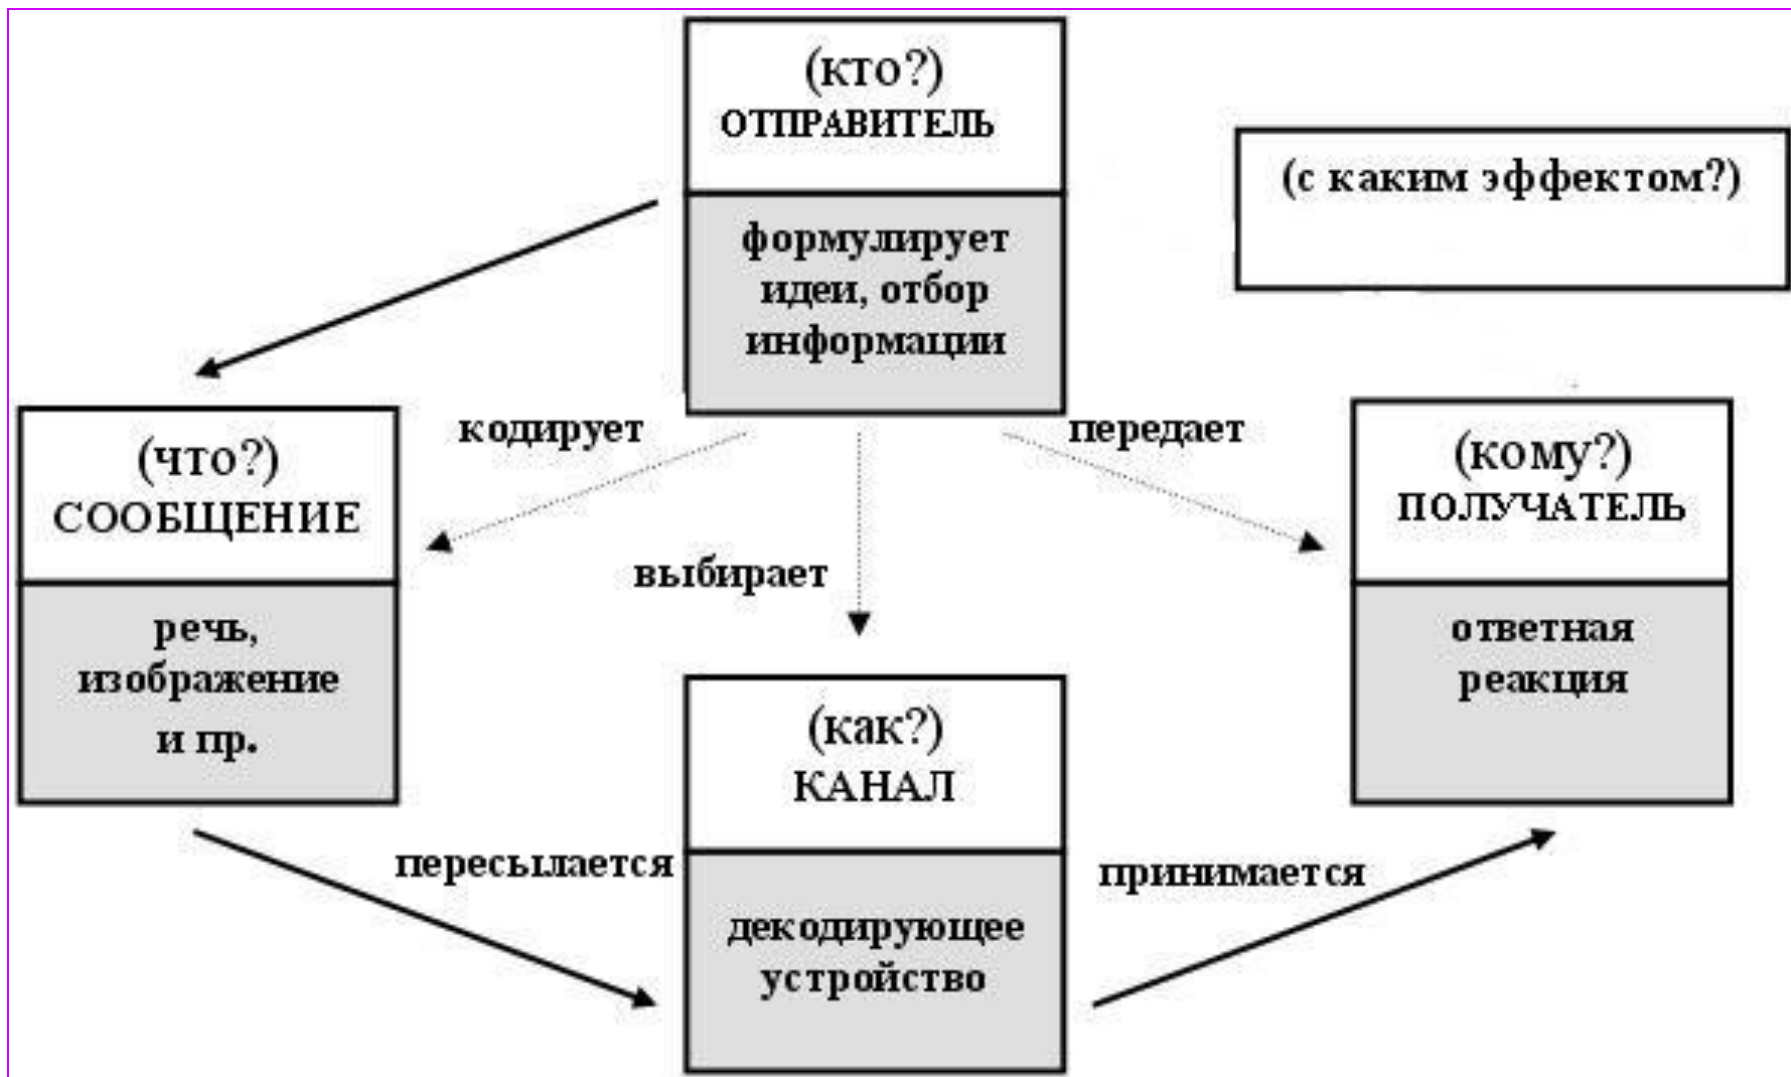 (кто?)
ОТПРАВИТЕЛЬ
формулирует
идеи, отбор
информации
(с каким эффектом?)
кодирует
передает
выбирает
(что?)
СООБЩЕНИЕ
речь,
изображение
и пр.
(кому?)
ПОЛУЧАТЕЛЬ
ответная
реакция
пересылается
(как?)
КАНАЛ
декодирующее
устройство
принимается